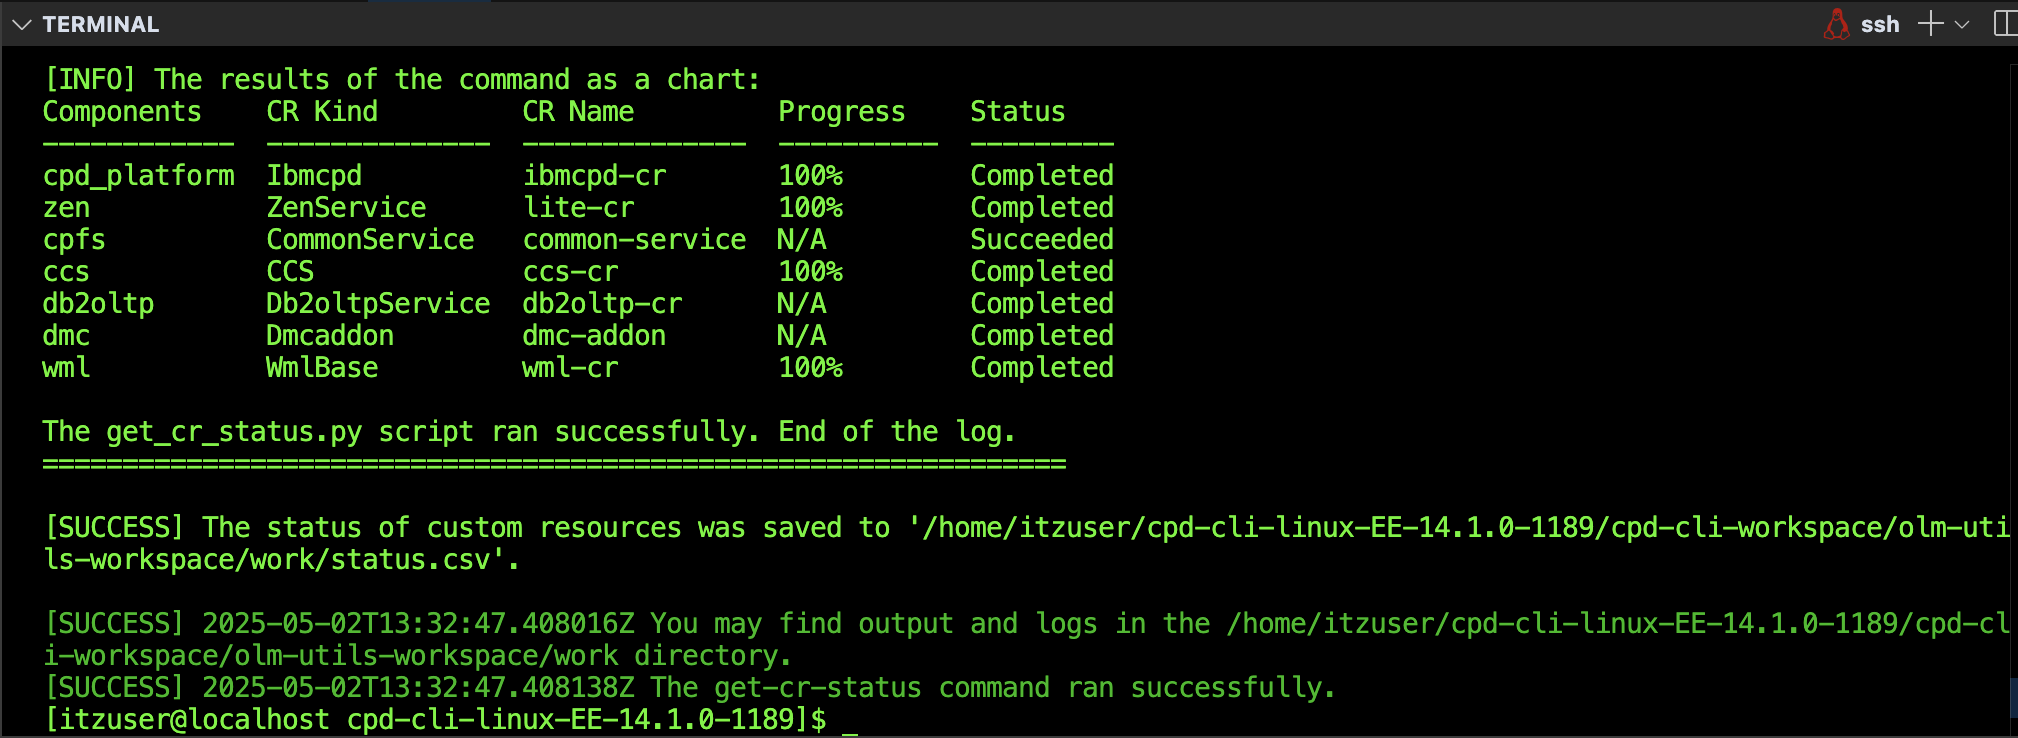 TERMINAL
ssh
[INFO] The results of the command as a chart:
Components    CR Kind         CR Name         Progress    Status
------------  --------------  --------------  ----------  ---------
cpd_platform  Ibmcpd          ibmcpd-cr       100%        Completed
zen           ZenService      lite-cr         100%        Completed
cpfs          CommonService   common-service  N/A         Succeeded
ccs           CCS             ccs-cr          100%        Completed
db2oltp       Db2oltpService  db2oltp-cr      N/A         Completed
dmc           Dmcaddon        dmc-addon       N/A         Completed
wml           WmlBase         wml-cr          100%        Completed
The get_cr_status.py script ran successfully. End of the log.
================================================================
[SUCCESS] The status of custom resources was saved to '/home/itzuser/cpd-cli-linux-EE-14.1.0-1189/cpd-cli-workspace/olm-uti
ls-workspace/work/status.csv'.
[SUCCESS] 2025-05-02T13:32:47.408016Z You may find output and logs in the /home/itzuser/cpd-cli-linux-EE-14.1.0-1189/cpd-cl
i-workspace/olm-utils-workspace/work directory.
[SUCCESS] 2025-05-02T13:32:47.408138Z The get-cr-status command ran successfully.
[itzuser@localhost cpd-cli-linux-EE-14.1.0-1189]$ _